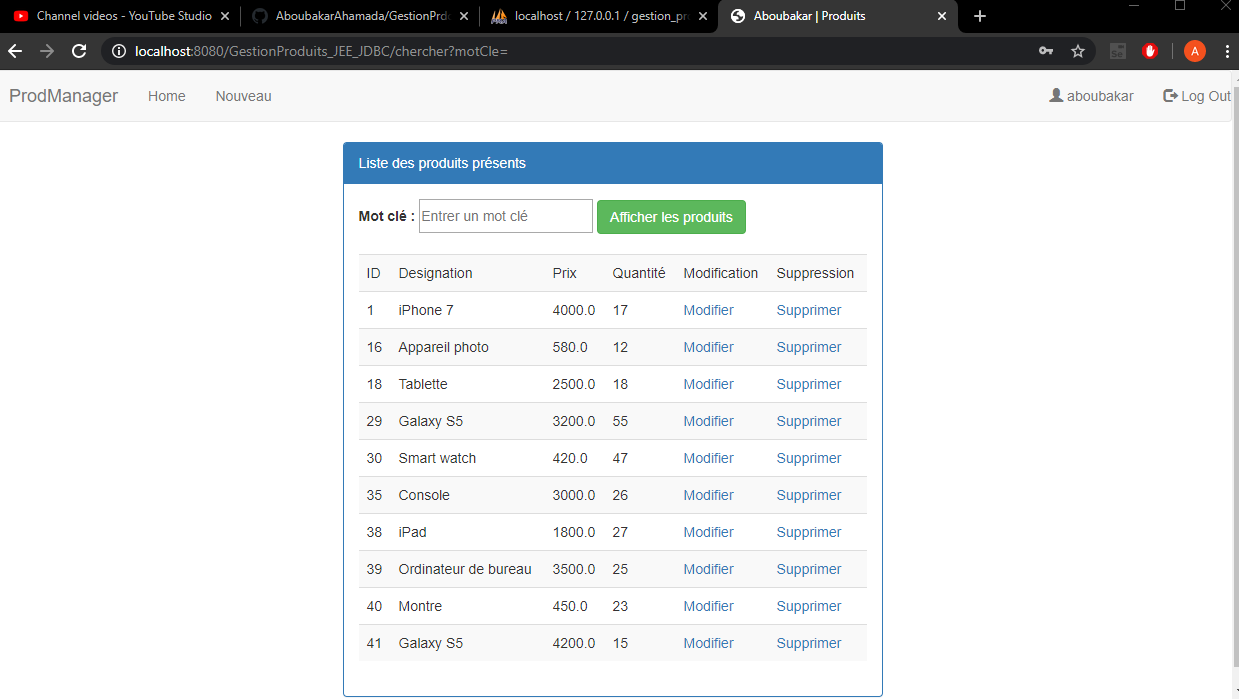 Channel videos - YouTube Studio
AboubakarAhamada/GestionPrdo
localhost / 127.0.0.1 / gestion_pr
Aboubakar | Produits
localhost:8080/GestionProduits_JEE_JDBC/chercher?motCle=
A
ProdManager Home Nouveau aboubakar Log Out
Liste des produits présents
Mot clé : Entrer un mot clé Afficher les produits
ID Designation Prix Quantité Modification Suppression
1 iPhone 7 4000.0 17 Modifier Supprimer
16 Appareil photo 580.0 12 Modifier Supprimer
18 Tablette 2500.0 18 Modifier Supprimer
29 Galaxy S5 3200.0 55 Modifier Supprimer
30 Smart watch 420.0 47 Modifier Supprimer
35 Console 3000.0 26 Modifier Supprimer
38 iPad 1800.0 27 Modifier Supprimer
39 Ordinateur de bureau 3500.0 25 Modifier Supprimer
40 Montre 450.0 23 Modifier Supprimer
41 Galaxy S5 4200.0 15 Modifier Supprimer